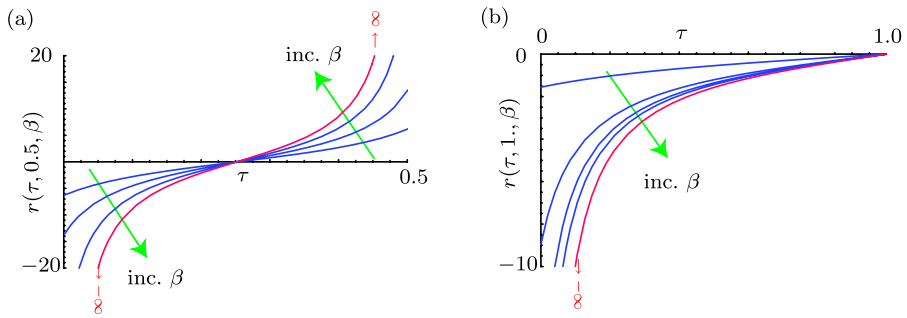 (a)
→ ∞
20
inc. β
r(τ, 0.5, β)
τ
0.5
−20
inc. β
→ −∞
(b)
0
τ
1.0
0
r(τ, 1., β)
inc. β
−10
→ −∞